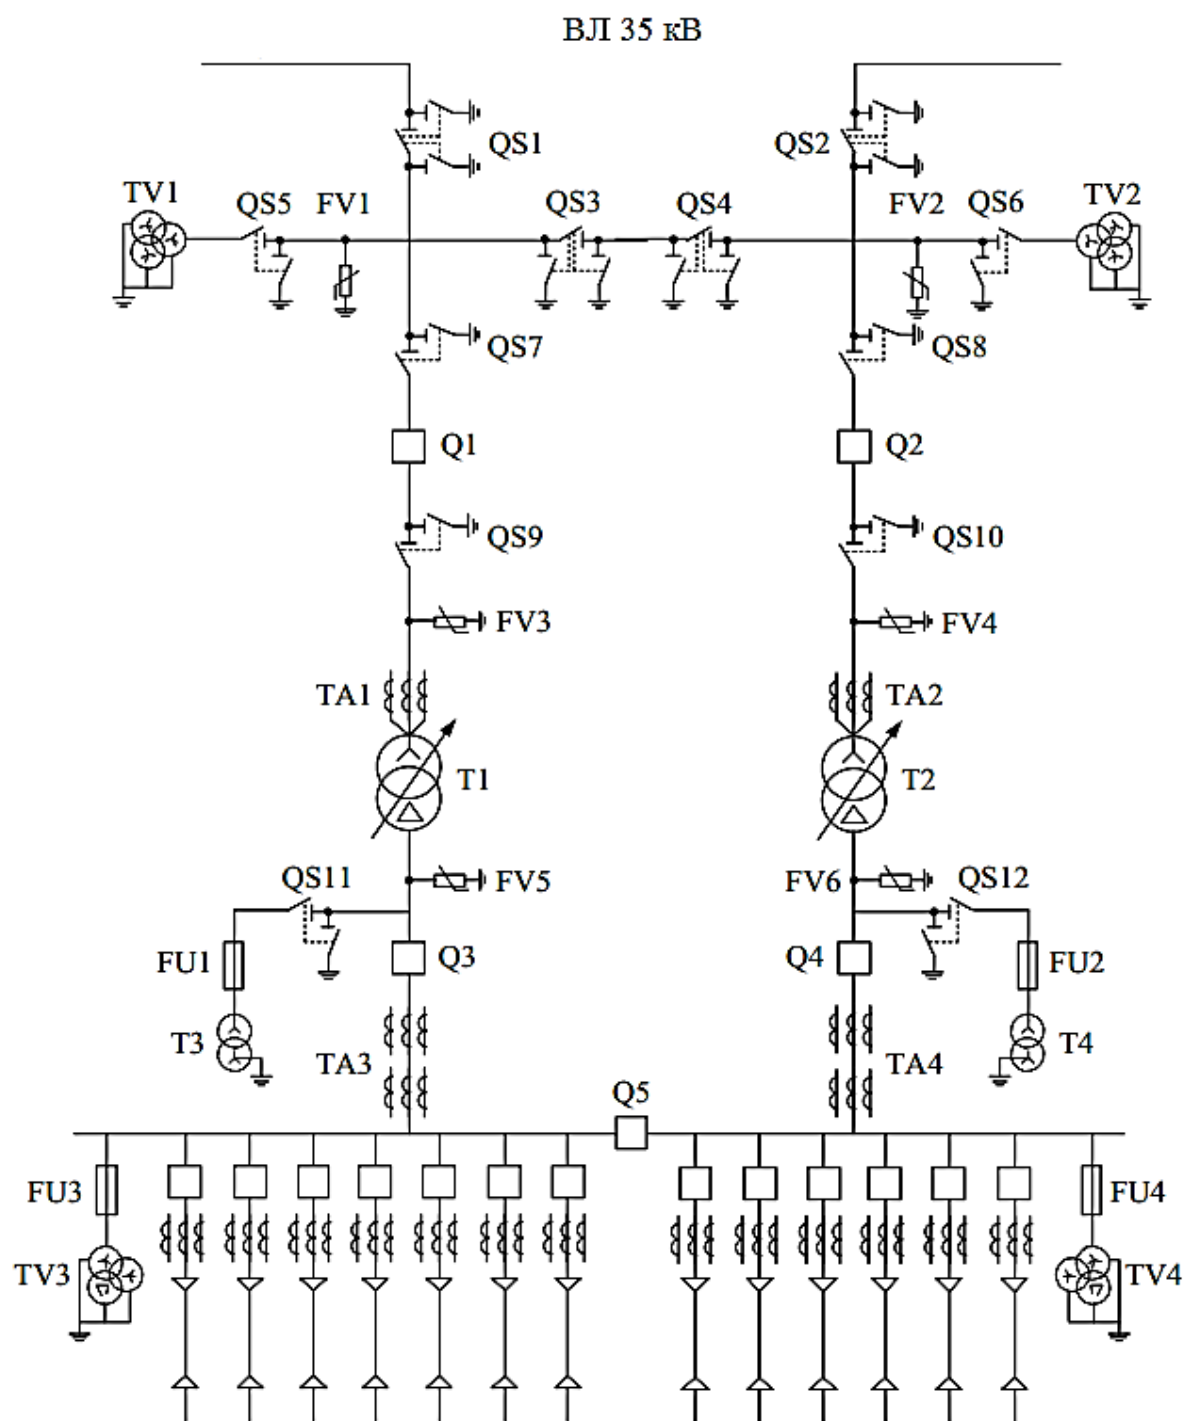 ВЛ 35 кВ
QS1
QS2
TV1
QS5
FV1
QS3
QS4
FV2
QS6
TV2
QS7
QS8
Q1
Q2
QS9
QS10
FV3
FV4
TA1
TA2
T1
T2
QS11
FV5
FV6
QS12
FU1
Q3
Q4
FU2
T3
TA3
TA4
T4
Q5
FU3
FU4
TV3
TV4